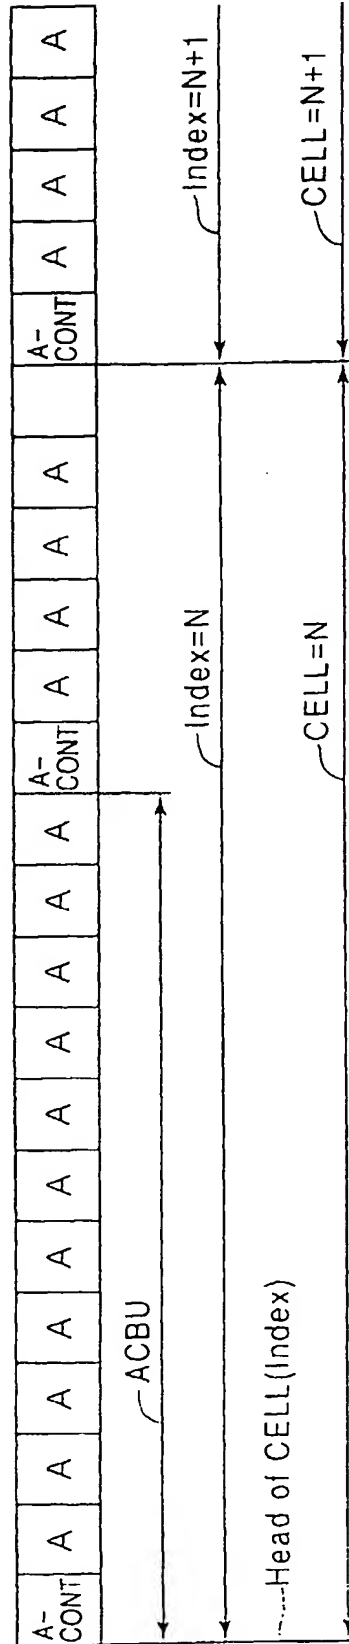 A-
CONT
A
A
A
A
A
A
A
A
A
A
A
A-
CONT
A
A
A
A
A-
CONT
A
A
A
A
ACBU
Index=N
Index=N+1
Head of CELL(Index)
CELL=N
CELL=N+1